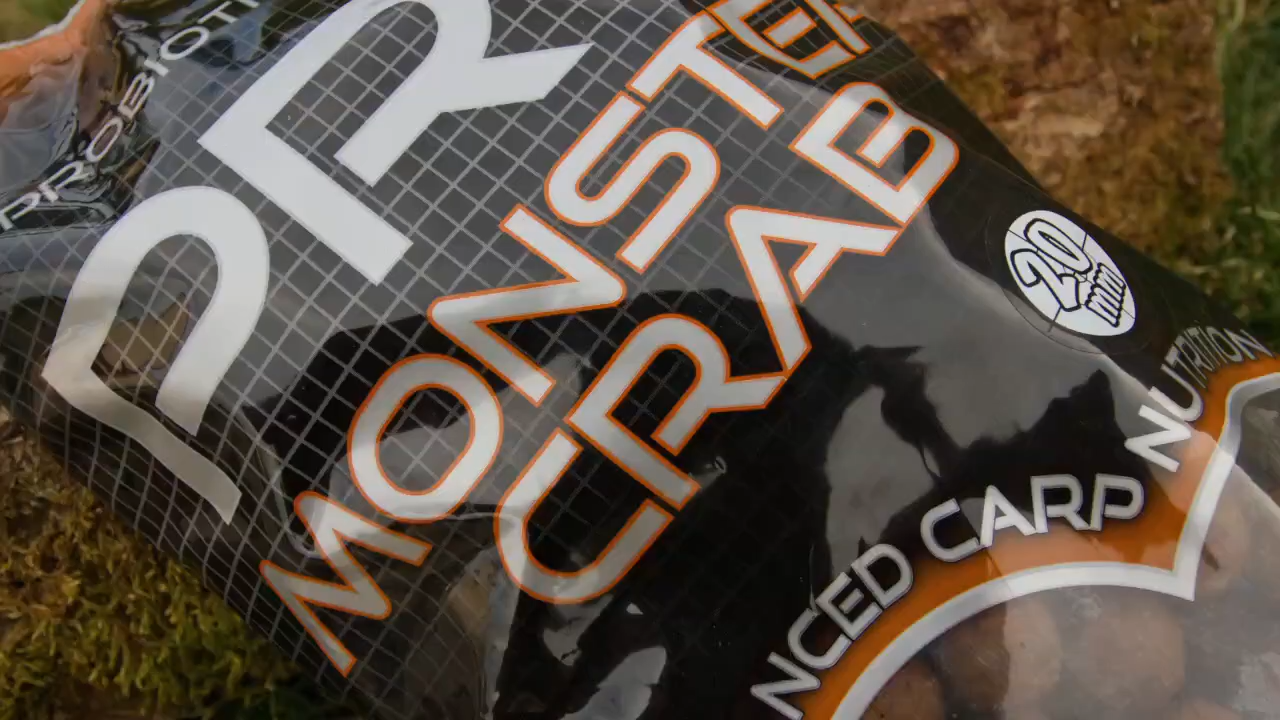 PROBIOTI
PR
MONSTER
CRAB
20
mm
NCED CARP NUTRITION